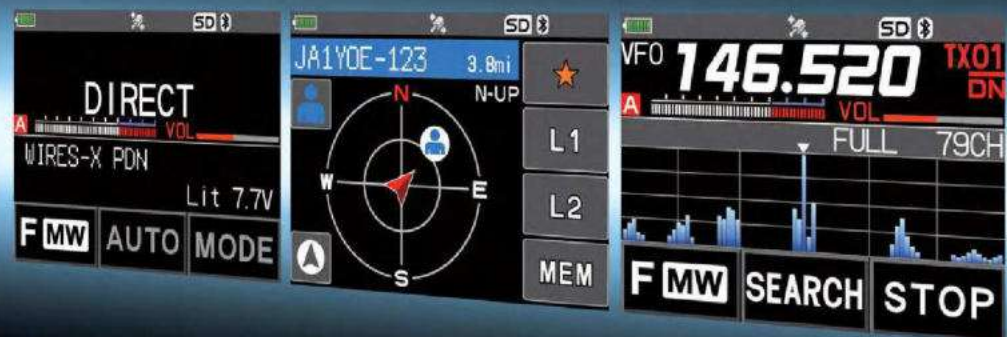 SD
DIRECT
A
VOL
WIRES-X PDN
Lit 7.7V
F MW AUTO MODE
SD
JA1YOE-123 3.8mi
N
N-UP
W
E
S
L1
L2
MEM
SD
VFO 146.520 TX01
DN
A
VOL
FULL 79CH
F MW SEARCH STOP